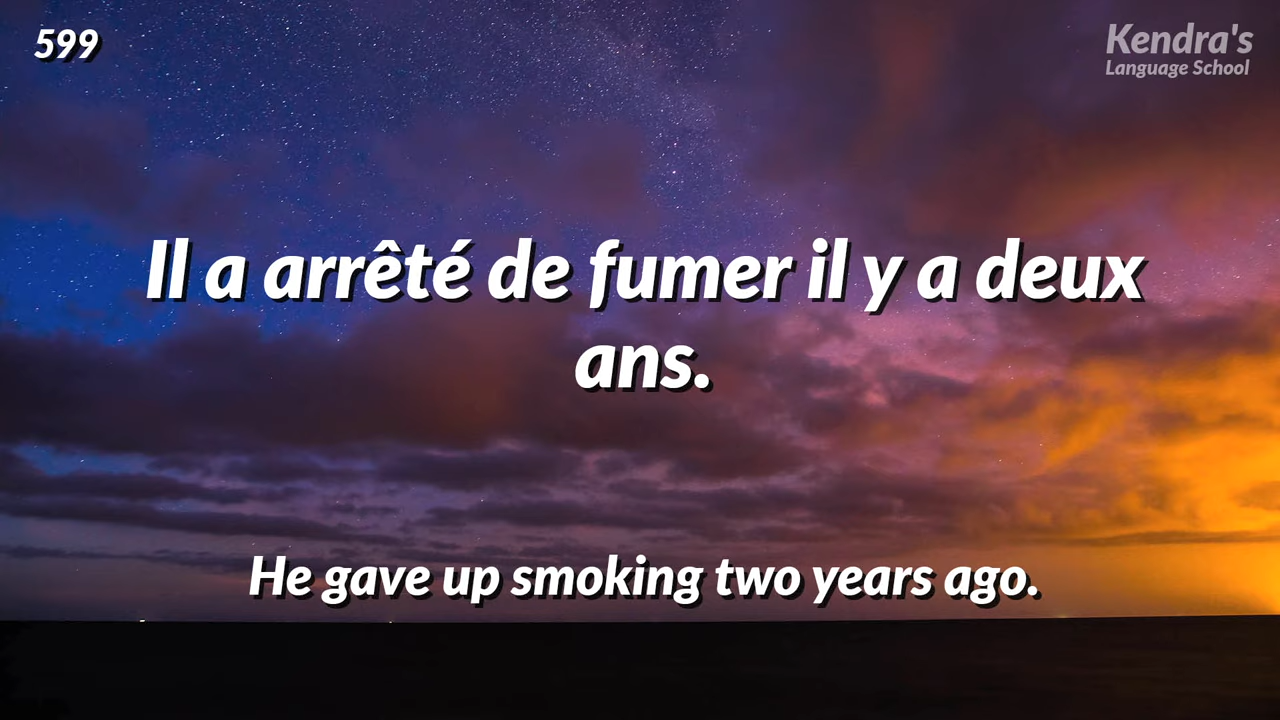 599
Kendra's
Language School
Il a arrêté de fumer il y a deux
ans.
He gave up smoking two years ago.